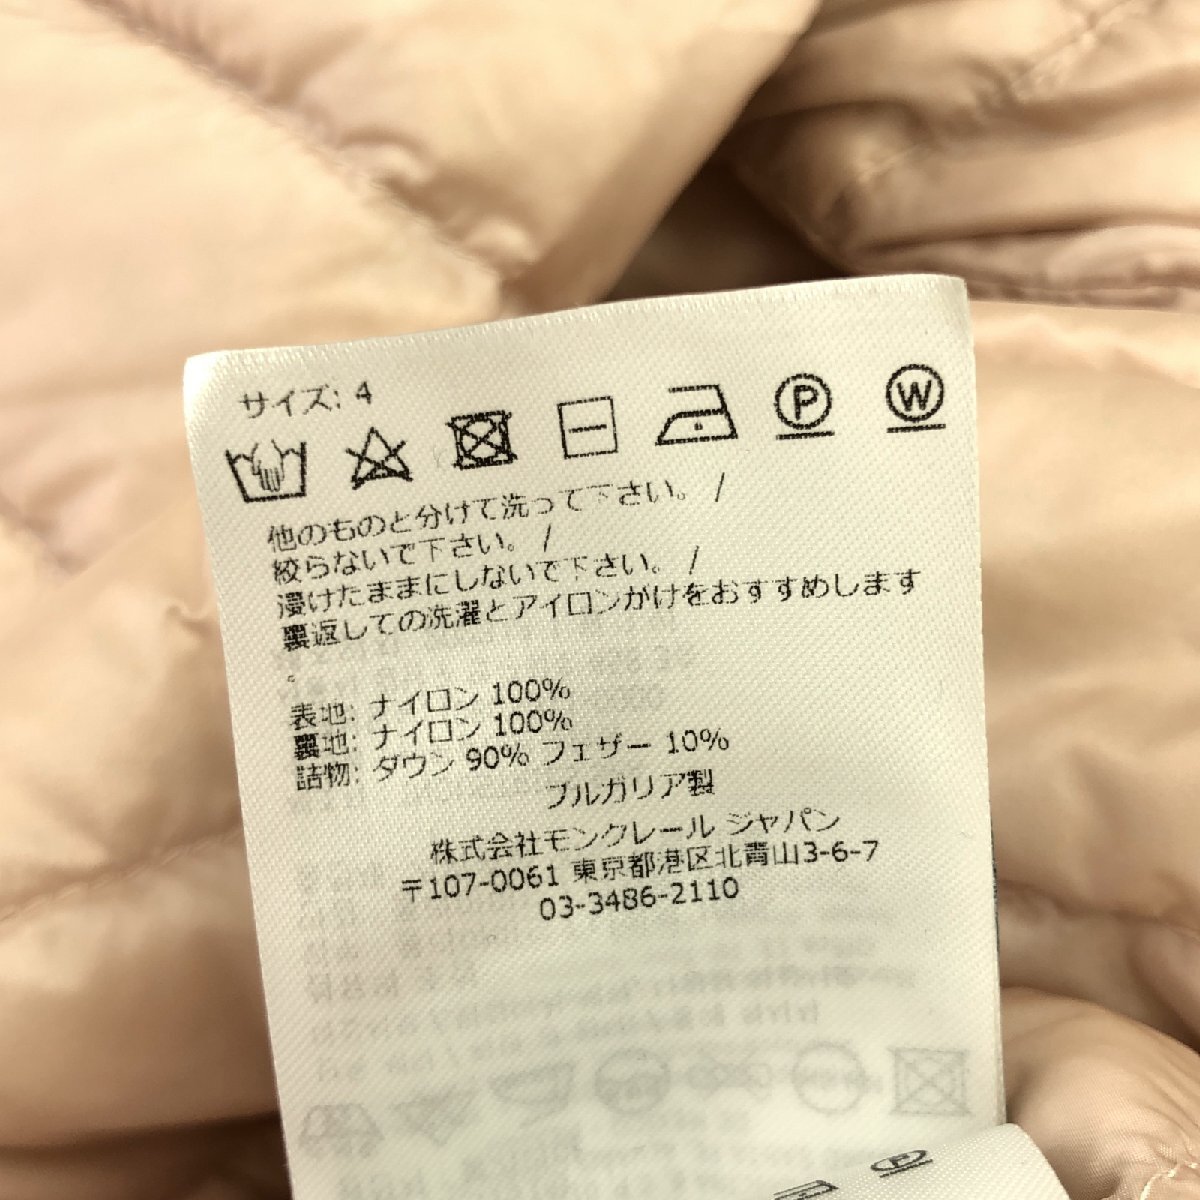 サイズ: 4
P W
他のものと分けて洗って下さい。 /
絞らないで下さい。 /
浸けたままにしないで下さい。 /
裏返しての洗濯とアイロンかけをおすすめします
。
表地: ナイロン 100%
裏地: ナイロン 100%
詰物: ダウン 90% フェザー 10%
ブルガリア製
株式会社モンクレール ジャパン
〒107-0061 東京都港区北青山3-6-7
03-3486-2110
P